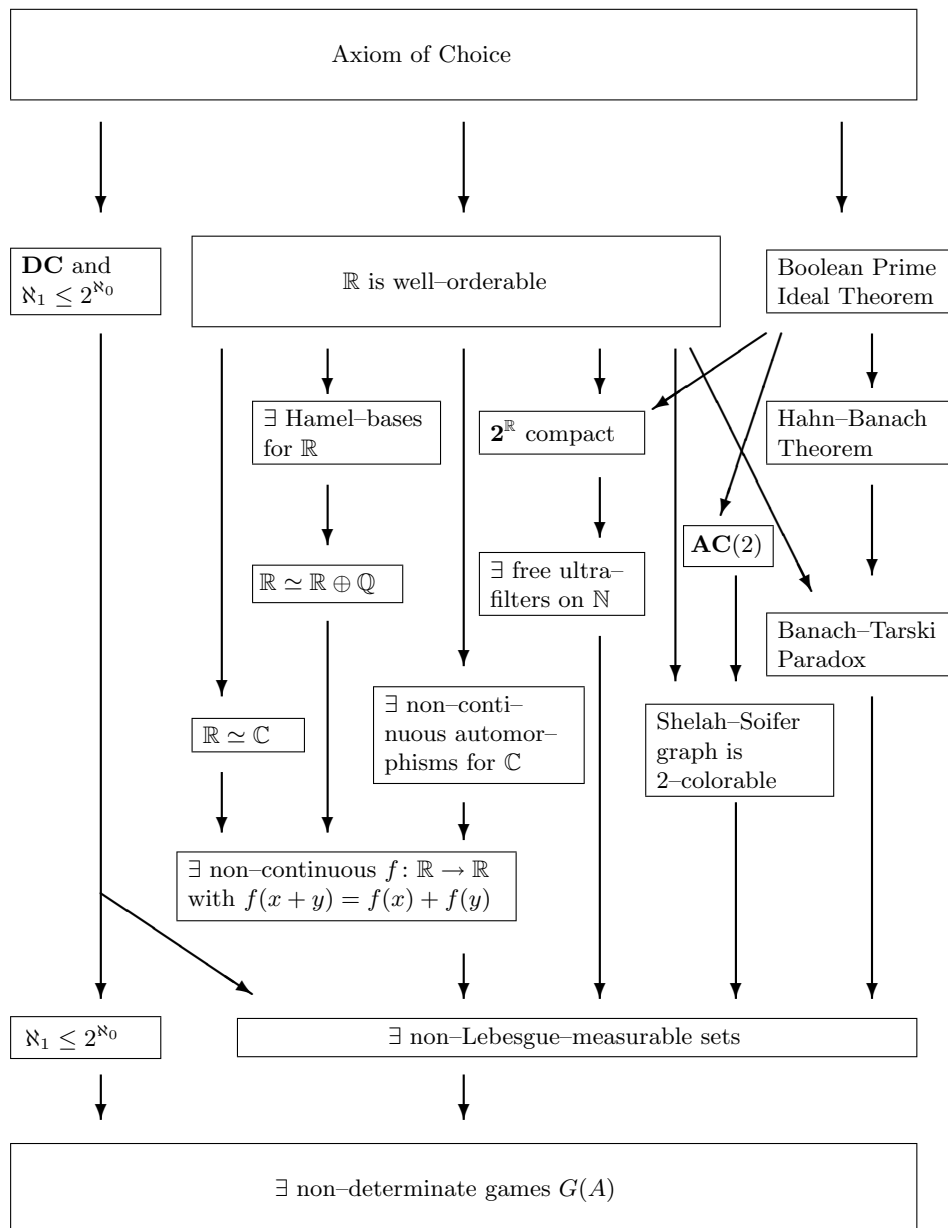 Axiom of Choice
DC and
ℵ₁ ≤ 2^ℵ₀
ℝ is well–orderable
Boolean Prime
Ideal Theorem
∃ Hamel–bases
for ℝ
2^ℝ compact
Hahn–Banach
Theorem
ℝ ≃ ℝ ⊕ ℚ
∃ free ultra–
filters on ℕ
AC(2)
Banach–Tarski
Paradox
ℝ ≃ ℂ
∃ non–conti–
nuous automor–
phisms for ℂ
Shelah–Soifer
graph is
2–colorable
∃ non–continuous f : ℝ → ℝ
with f(x + y) = f(x) + f(y)
ℵ₁ ≤ 2^ℵ₀
∃ non–Lebesgue–measurable sets
∃ non–determinate games G(A)